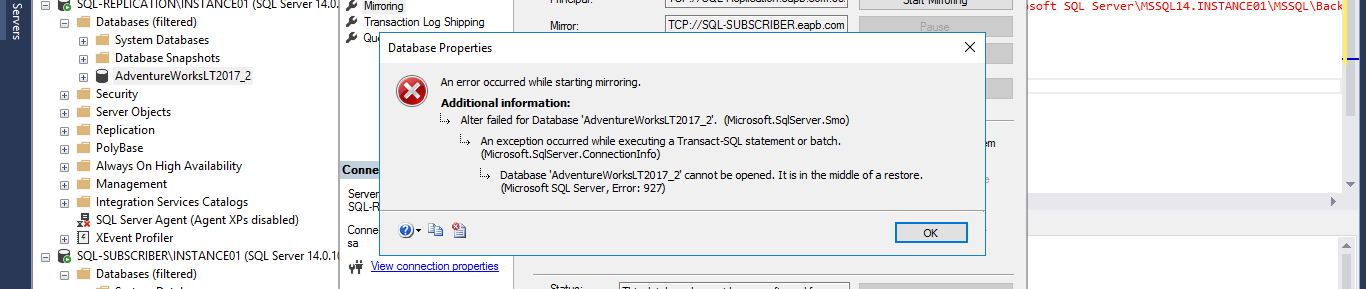 Servers
SQL-REPLICATION\INSTANCE01 (SQL Server 14.0.1
Databases (filtered)
System Databases
Database Snapshots
AdventureWorksLT2017_2
Security
Server Objects
Replication
PolyBase
Always On High Availability
Management
Integration Services Catalogs
SQL Server Agent (Agent XPs disabled)
XEvent Profiler
SQL-SUBSCRIBER\INSTANCE01 (SQL Server 14.0.10
Databases (filtered)
Mirroring
Transaction Log Shipping
Que
Principal:
Mirror:
TCP://SQL-SUBSCRIBER.eapb.com
Start Mirroring
Pause
osoft SQL Server\MSSQL14.INSTANCE01\MSSQL\Back
Database Properties
An error occurred while starting mirroring.
Additional information:
Alter failed for Database 'AdventureWorksLT2017_2'. (Microsoft.SqlServer.Smo)
An exception occurred while executing a Transact-SQL statement or batch.
(Microsoft.SqlServer.ConnectionInfo)
Database 'AdventureWorksLT2017_2' cannot be opened. It is in the middle of a restore.
(Microsoft SQL Server, Error: 927)
OK
Conne
Server
SQL-R
Conne
sa
View connection properties
Status: